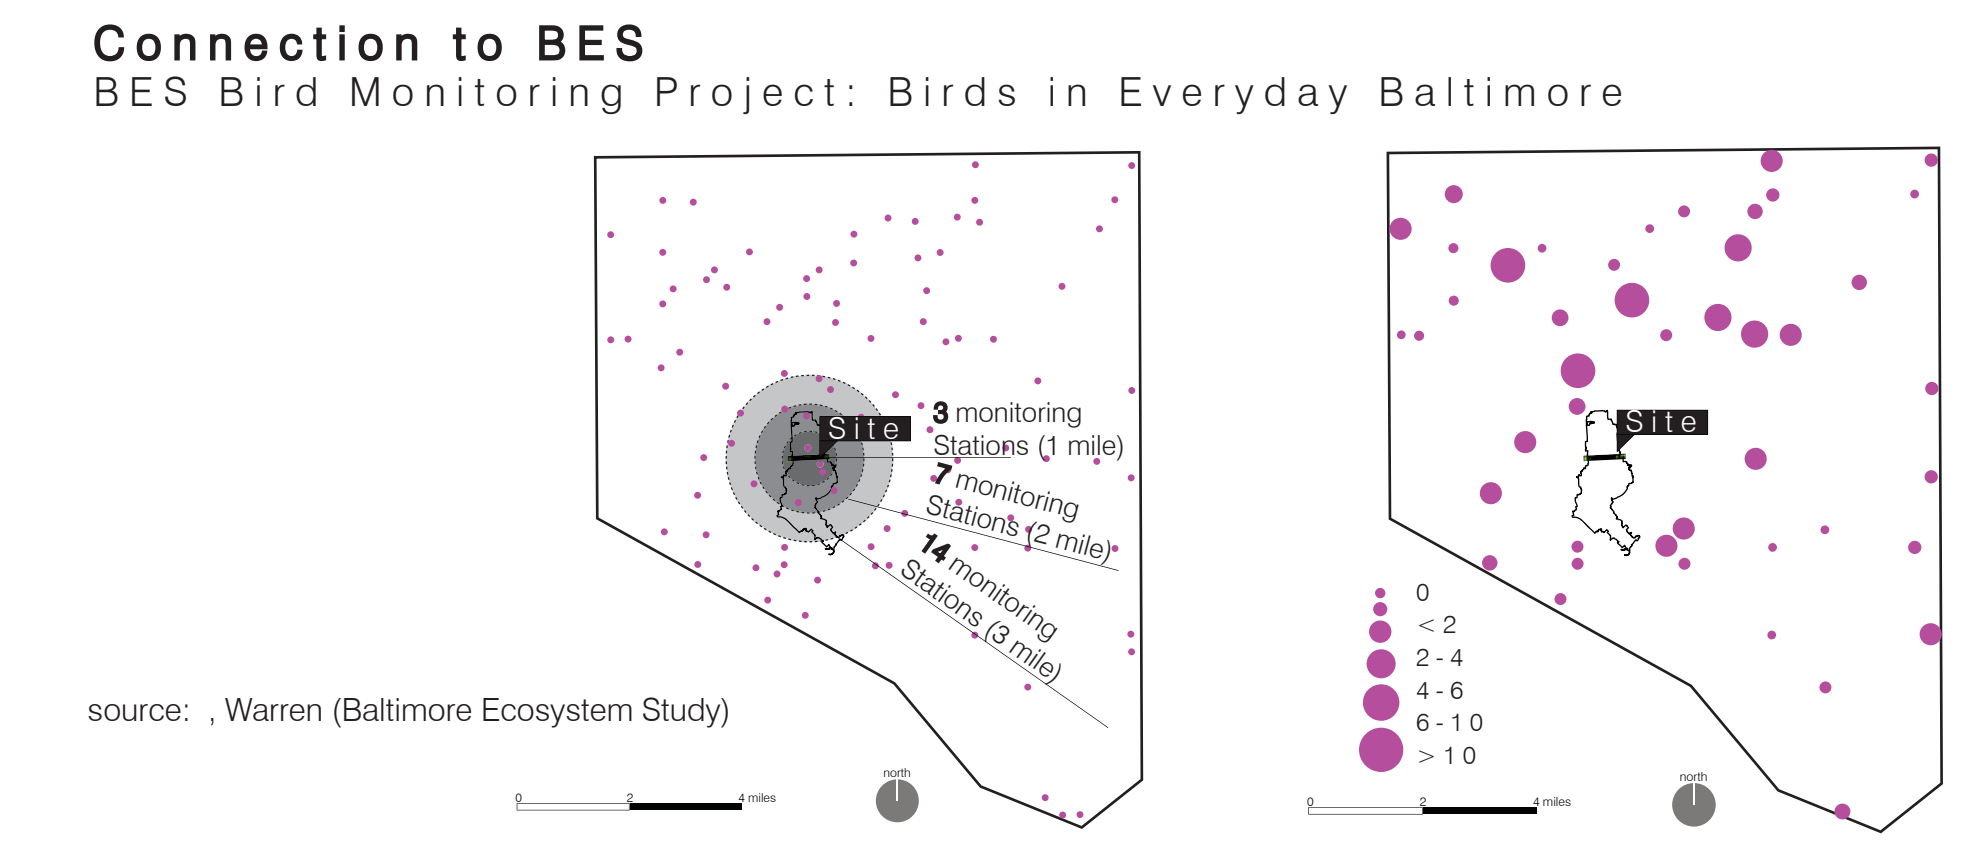 Connection to BES
BES Bird Monitoring Project: Birds in Everyday Baltimore
Site
3 monitoring
Stations (1 mile)
7 monitoring
Stations (2 mile)
14 monitoring
Stations (3 mile)
source:  , Warren (Baltimore Ecosystem Study)
0 2 4 miles
north
Site
0
< 2
2 - 4
4 - 6
6 - 10
> 10
0 2 4 miles
north